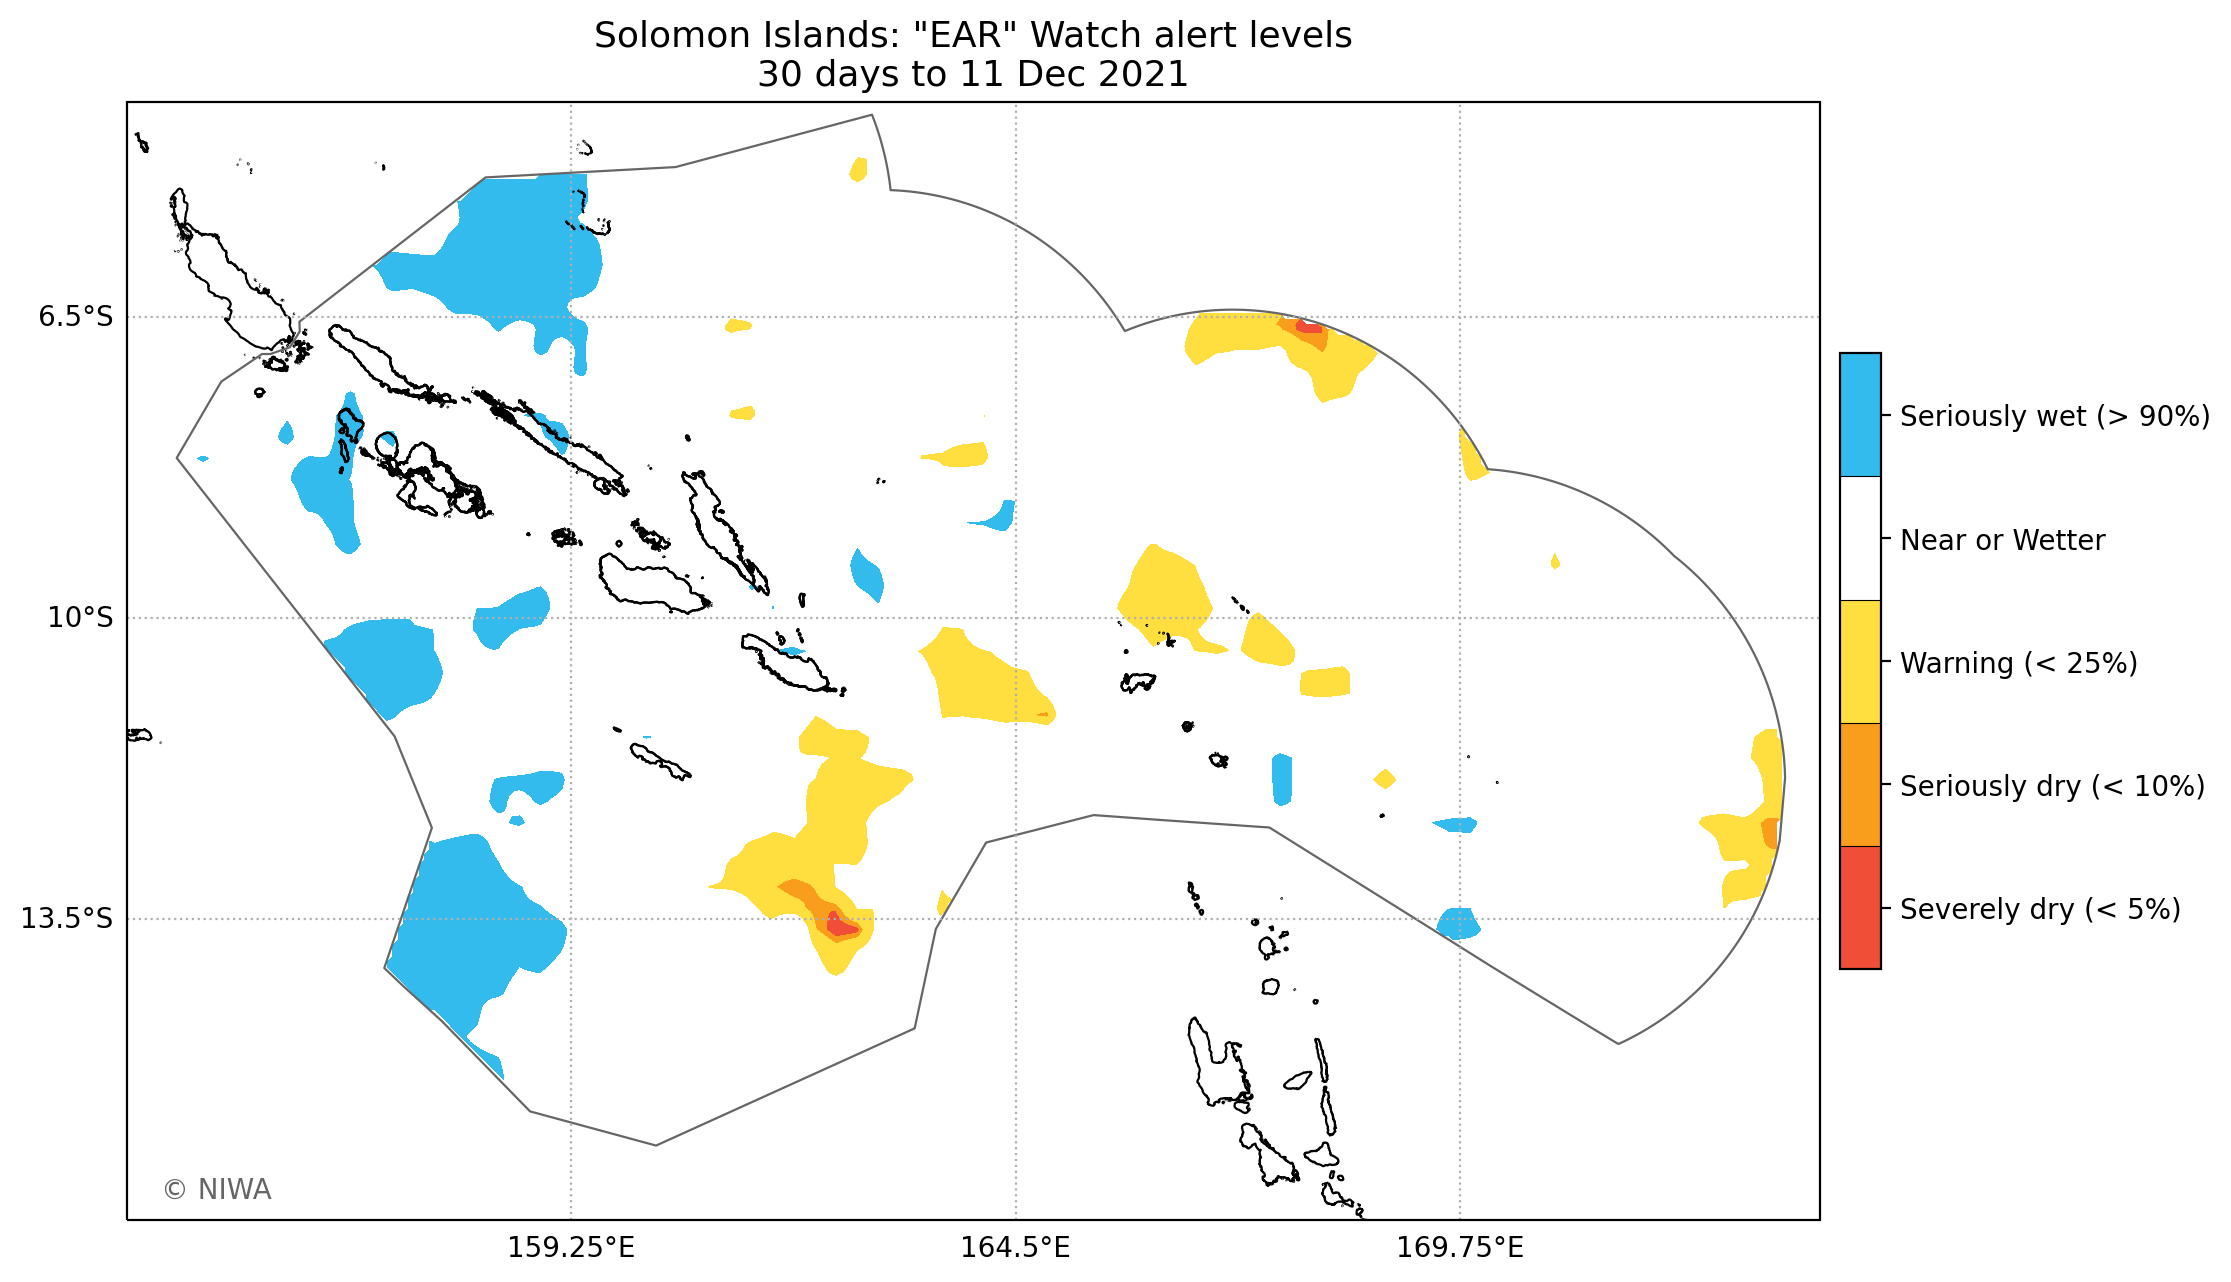 Solomon Islands: "EAR" Watch alert levels
30 days to 11 Dec 2021
6.5°S
10°S
13.5°S
159.25°E
164.5°E
169.75°E
Seriously wet (> 90%)
Near or Wetter
Warning (< 25%)
Seriously dry (< 10%)
Severely dry (< 5%)
© NIWA